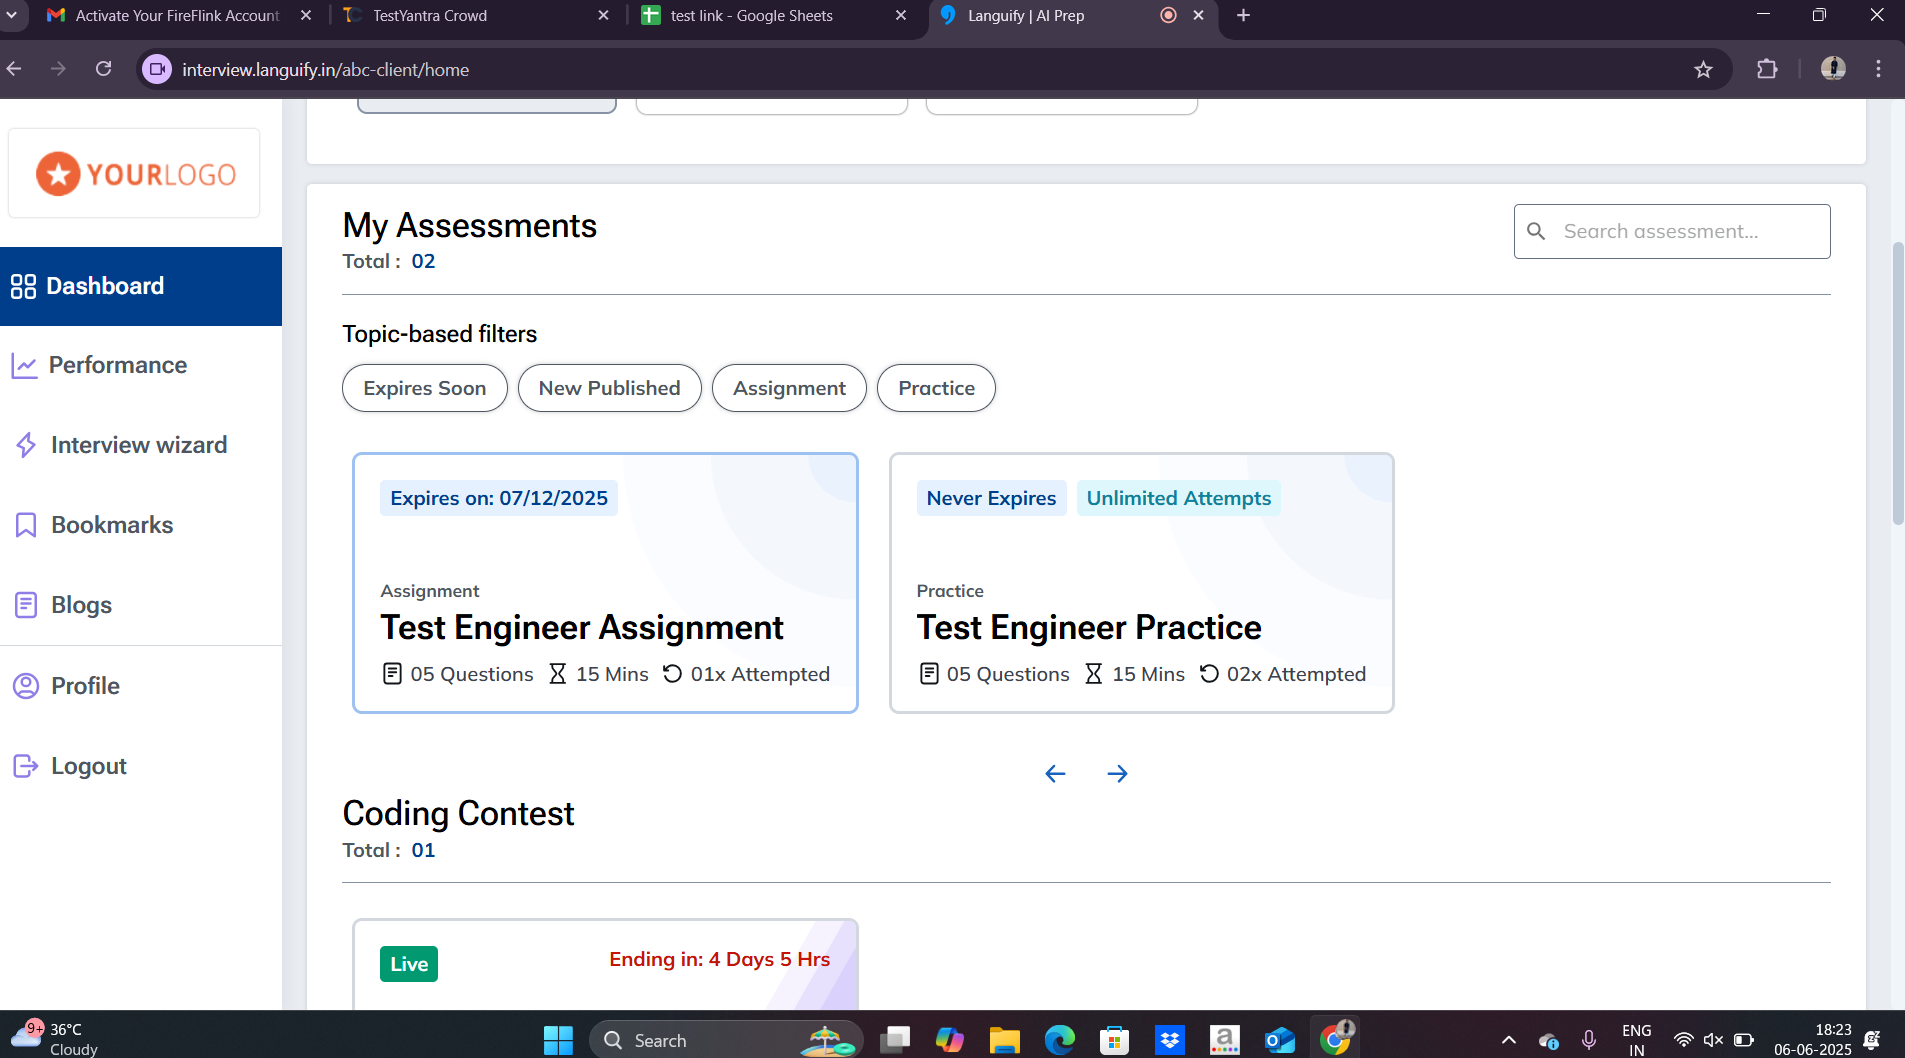 Activate Your FireFlink Account
TestYantra Crowd
test link - Google Sheets
Languify | AI Prep
interview.languify.in/abc-client/home
YOURLOGO
Dashboard
Performance
Interview wizard
Bookmarks
Blogs
Profile
Logout
My Assessments
Total : 02
Search assessment...
Topic-based filters
Expires Soon
New Published
Assignment
Practice
Expires on: 07/12/2025
Assignment
Test Engineer Assignment
05 Questions 15 Mins 01x Attempted
Never Expires
Unlimited Attempts
Practice
Test Engineer Practice
05 Questions 15 Mins 02x Attempted
Coding Contest
Total : 01
Live
Ending in: 4 Days 5 Hrs
9+
36°C
Cloudy
Search
ENG
IN
18:23
06-06-2025